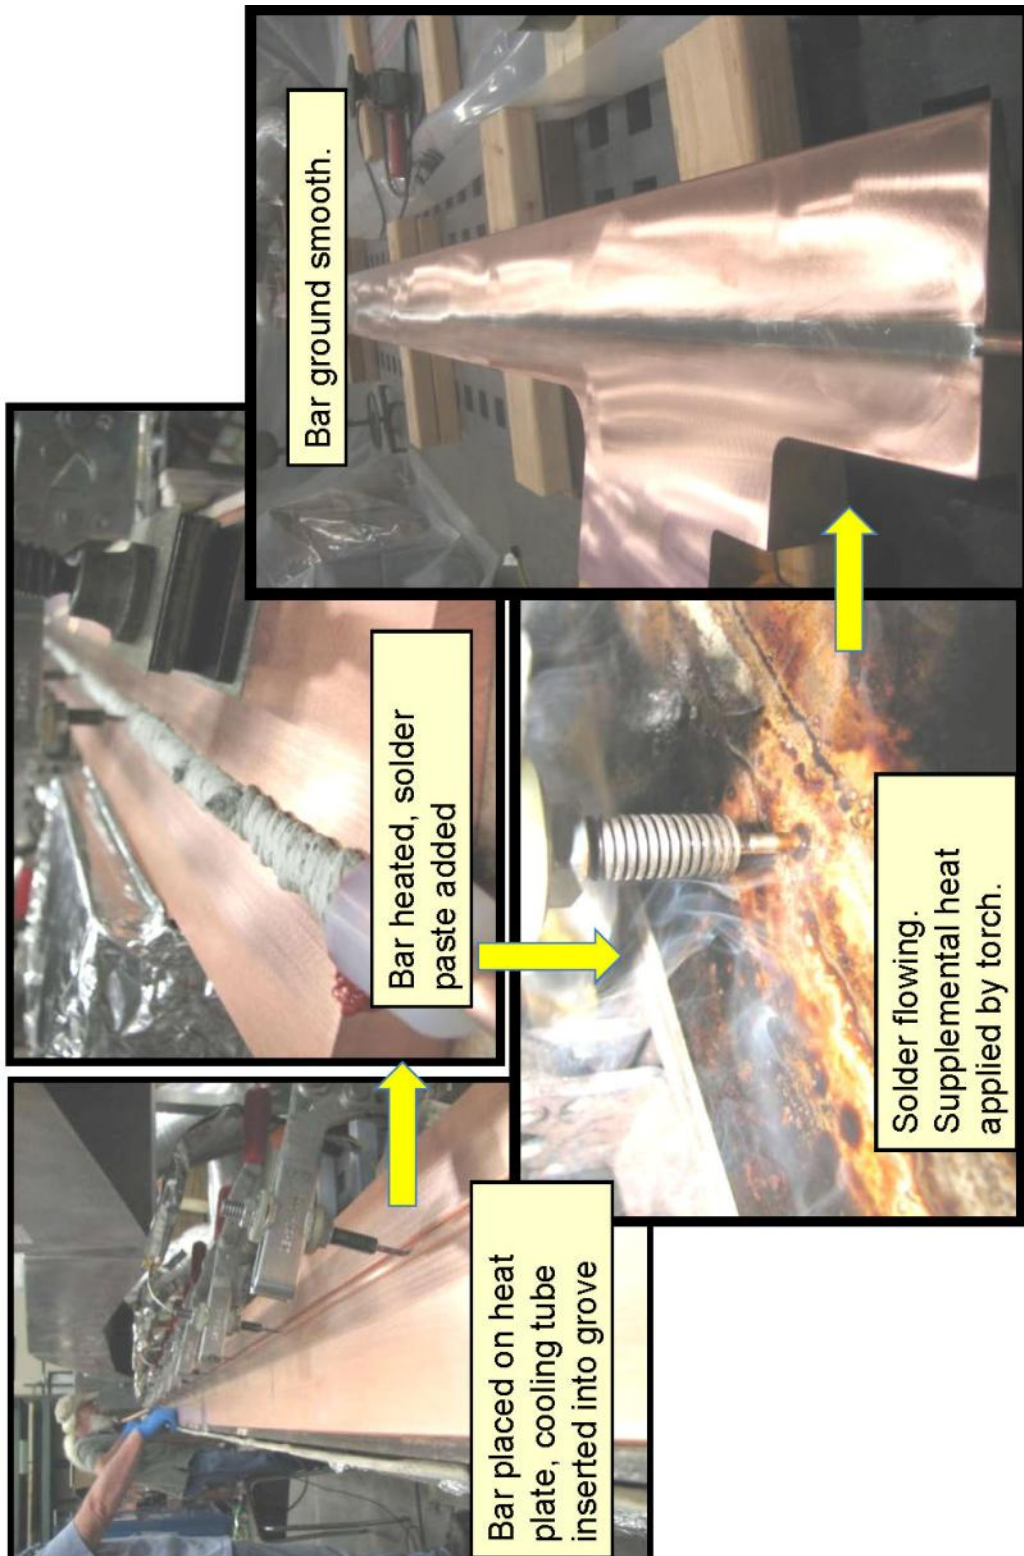 Bar placed on heat
plate, cooling tube
inserted into grove
Bar heated, solder
paste added
Solder flowing.
Supplemental heat
applied by torch.
Bar ground smooth.